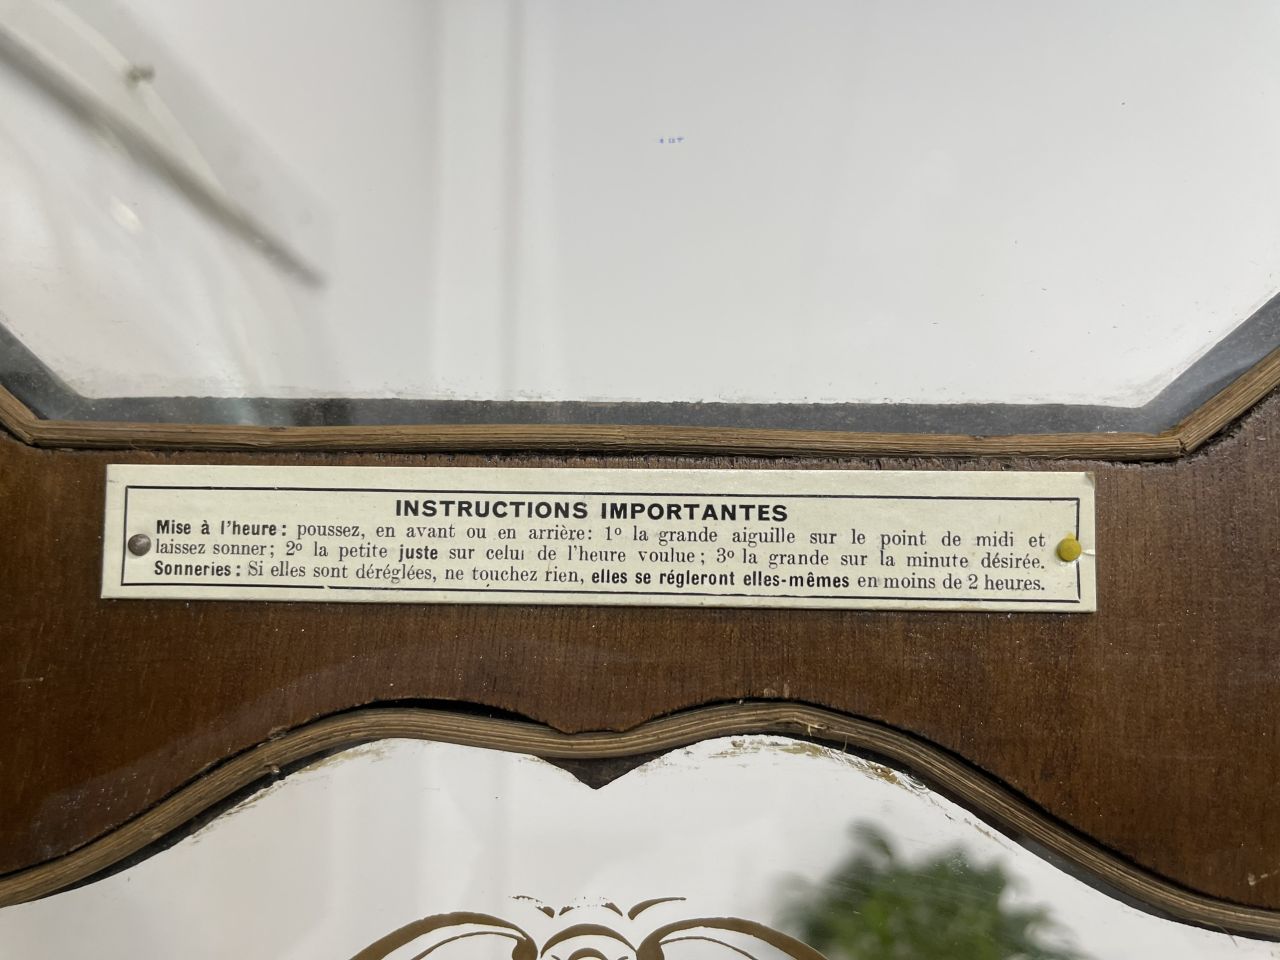 INSTRUCTIONS IMPORTANTES
Mise à l'heure : poussez, en avant ou en arrière : 1º la grande aiguille sur le point de midi et
laissez sonner ; 2º la petite juste sur celui de l'heure voulue ; 3º la grande sur la minute désirée.
Sonneries : Si elles sont déréglées, ne touchez rien, elles se régleront elles-mêmes en moins de 2 heures.